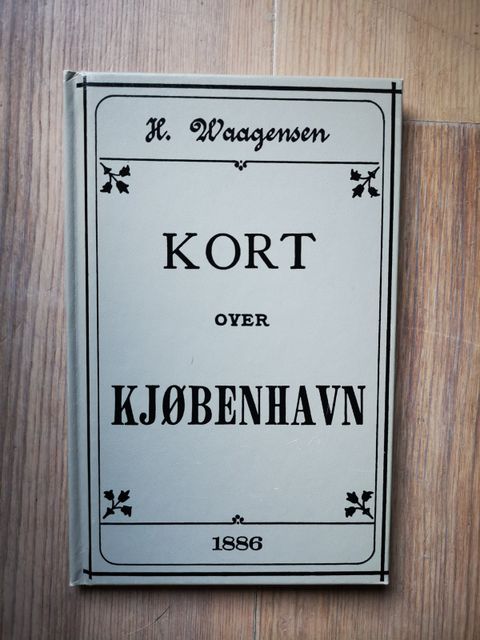 H. Waagensen
KORT
OVER
KJØBENHAVN
1886